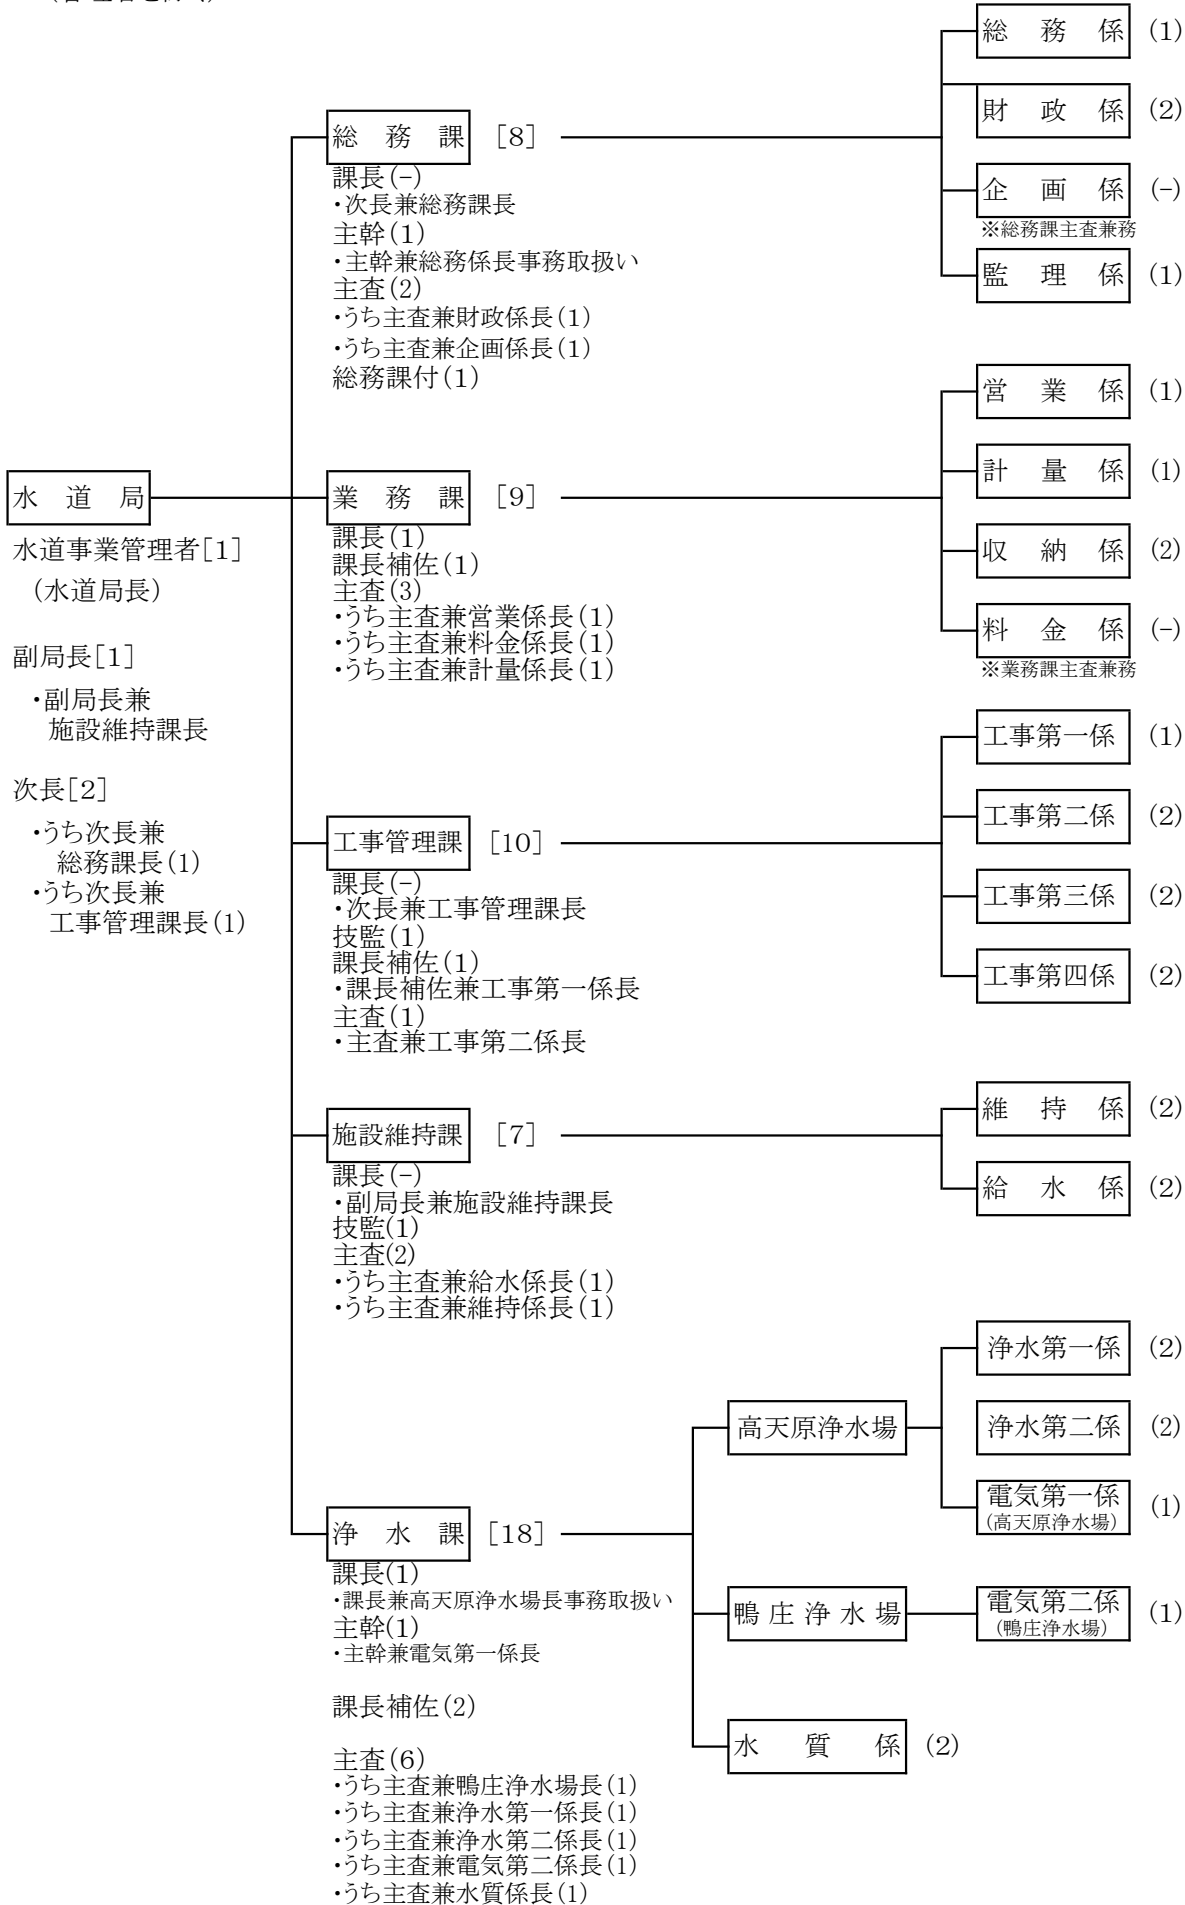 総務係 (1)
財政係 (2)
総務課 [8]
課長(-)
・次長兼総務課長
主幹(1)
・主幹兼総務係長事務取扱い
主査(2)
・うち主査兼財政係長(1)
・うち主査兼企画係長(1)
総務課付(1)
企画係 (-)
※総務課主査兼務
監理係 (1)
水道局
水道事業管理者[1]
(水道局長)
副局長[1]
・副局長兼
施設維持課長
次長[2]
・うち次長兼
総務課長(1)
・うち次長兼
工事管理課長(1)
業務課 [9]
課長(1)
課長補佐(1)
主査(3)
・うち主査兼営業係長(1)
・うち主査兼料金係長(1)
・うち主査兼計量係長(1)
営業係 (1)
計量係 (1)
収納係 (2)
料金係 (-)
※業務課主査兼務
工事管理課 [10]
課長(-)
・次長兼工事管理課長
技監(1)
課長補佐(1)
・課長補佐兼工事第一係長
主査(1)
・主査兼工事第二係長
工事第一係 (1)
工事第二係 (2)
工事第三係 (2)
工事第四係 (2)
施設維持課 [7]
課長(-)
・副局長兼施設維持課長
技監(1)
主査(2)
・うち主査兼給水係長(1)
・うち主査兼維持係長(1)
維持係 (2)
給水係 (2)
浄水課 [18]
課長(1)
・課長兼高天原浄水場長事務取扱い
主幹(1)
・主幹兼電気第一係長
課長補佐(2)
主査(6)
・うち主査兼鴨庄浄水場長(1)
・うち主査兼浄水第一係長(1)
・うち主査兼浄水第二係長(1)
・うち主査兼電気第二係長(1)
・うち主査兼水質係長(1)
高天原浄水場
浄水第一係 (2)
浄水第二係 (2)
電気第一係 (1)
(高天原浄水場)
鴨庄浄水場
電気第二係 (1)
(鴨庄浄水場)
水質係 (2)